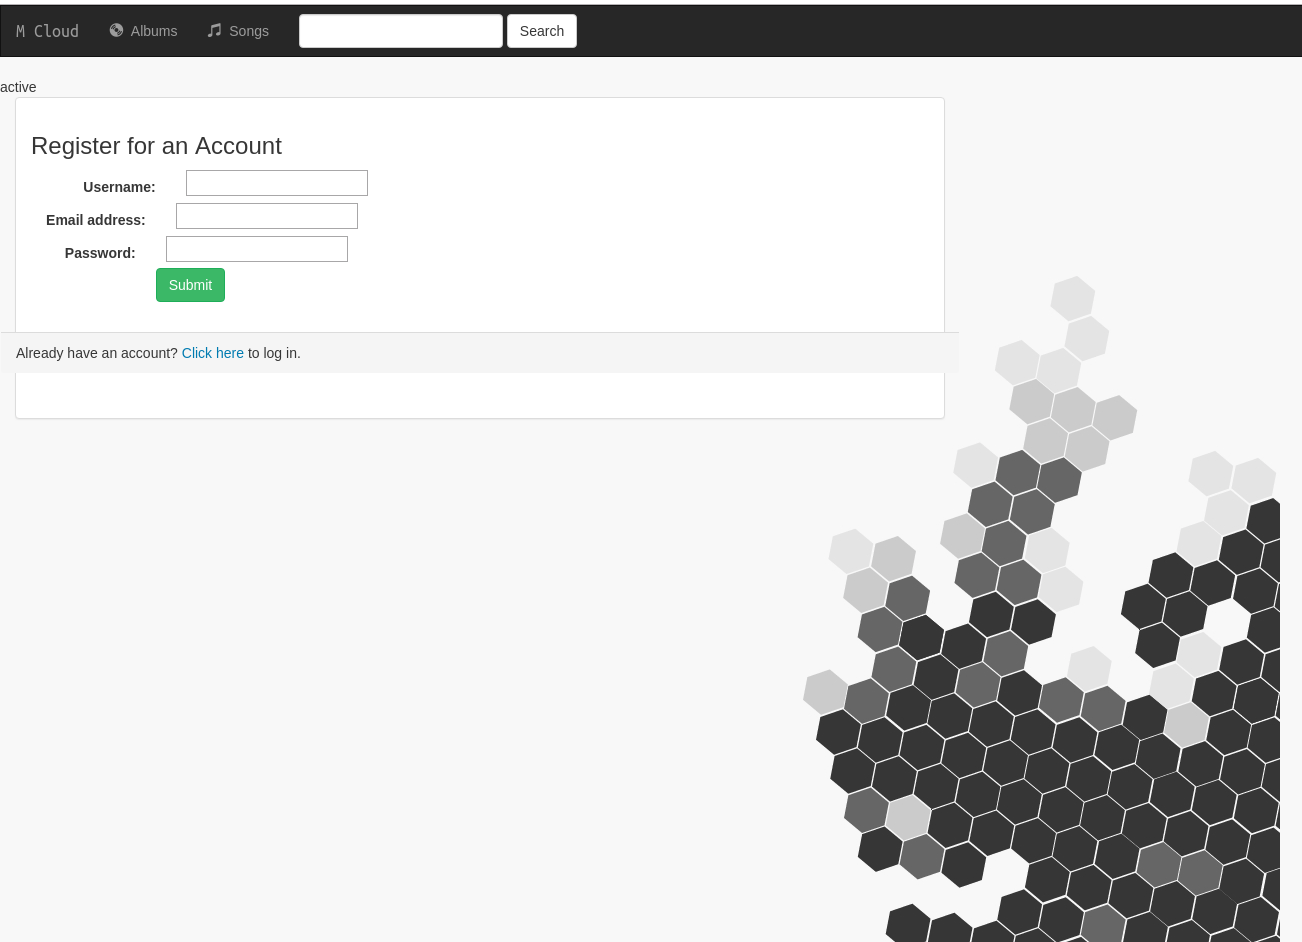 M Cloud Albums Songs Search
active
Register for an Account
Username:
Email address:
Password:
Submit
Already have an account? Click here to log in.